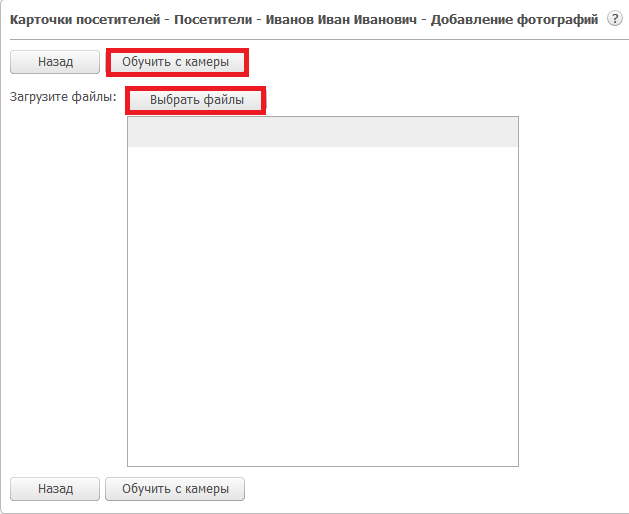 Карточки посетителей - Посетители - Иванов Иван Иванович - Добавление фотографий ?
Назад Обучить с камеры
Загрузите файлы: Выбрать файлы
Назад Обучить с камеры